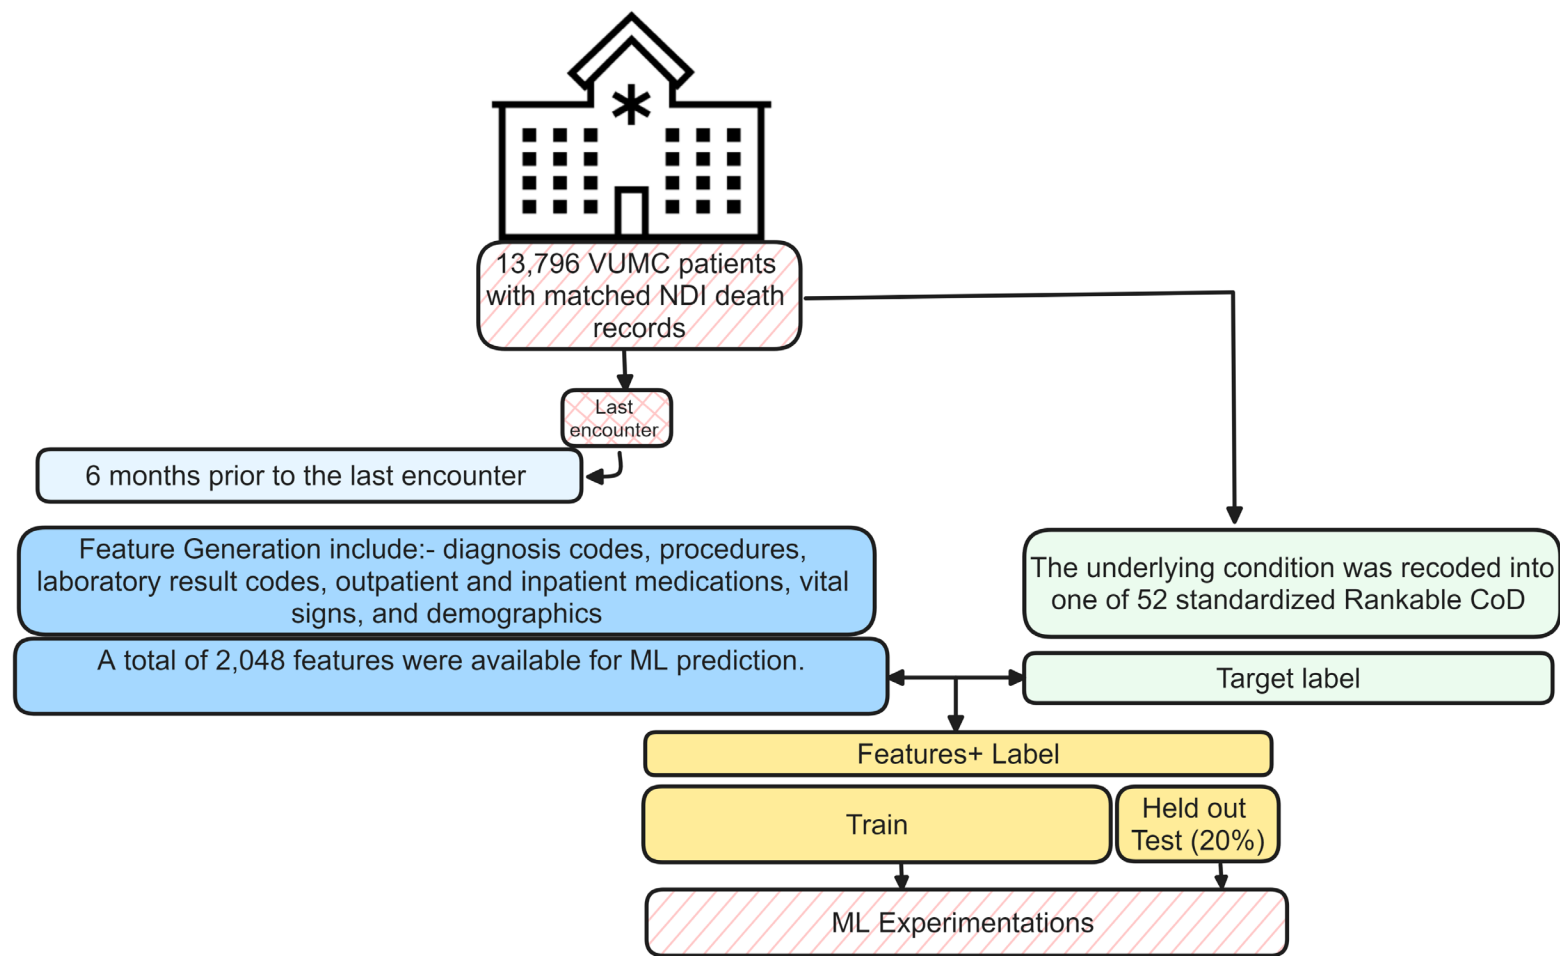 13,796 VUMC patients
with matched NDI death
records
Last
encounter
6 months prior to the last encounter
Feature Generation include:- diagnosis codes, procedures,
laboratory result codes, outpatient and inpatient medications, vital
signs, and demographics
The underlying condition was recoded into
one of 52 standardized Rankable CoD
A total of 2,048 features were available for ML prediction.
Target label
Features+ Label
Train
Held out
Test (20%)
ML Experimentations